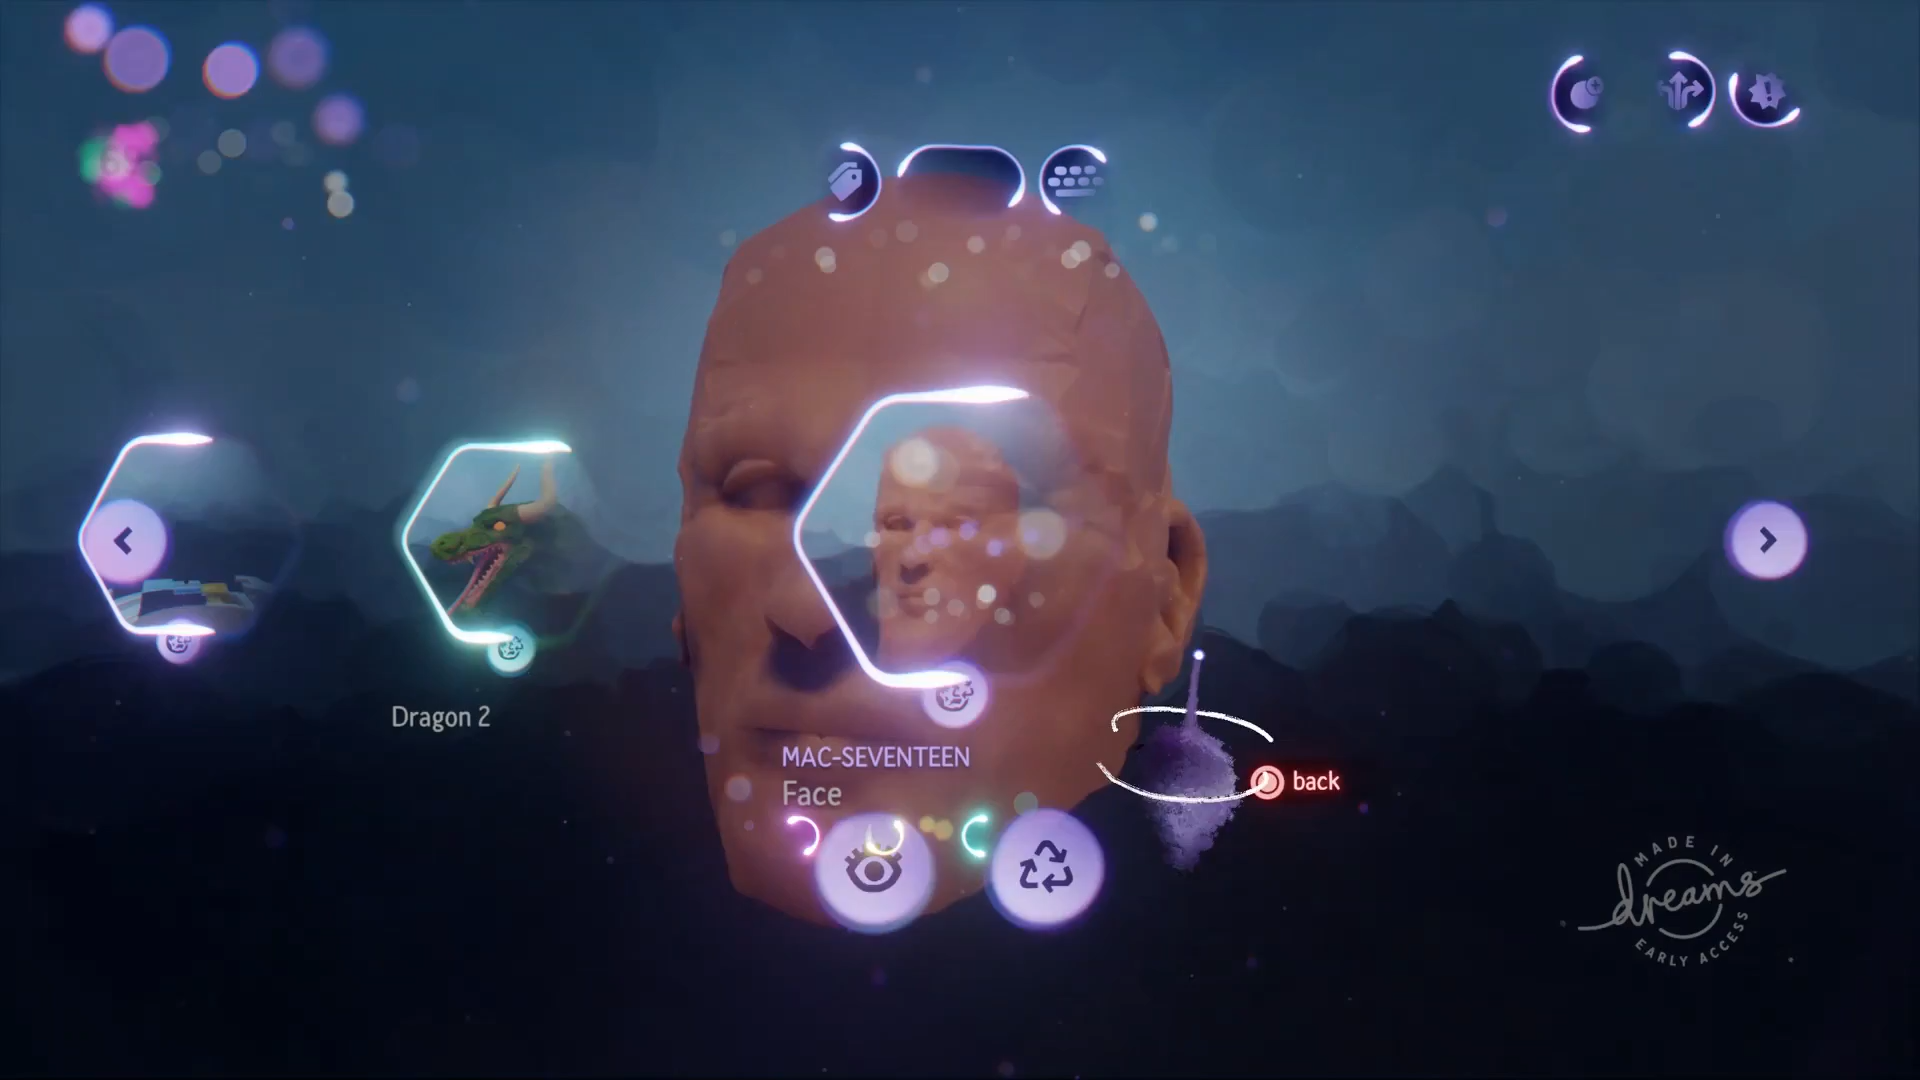 Dragon 2
MAC-SEVENTEEN
Face
back
MADE IN
dreams
EARLY ACCESS